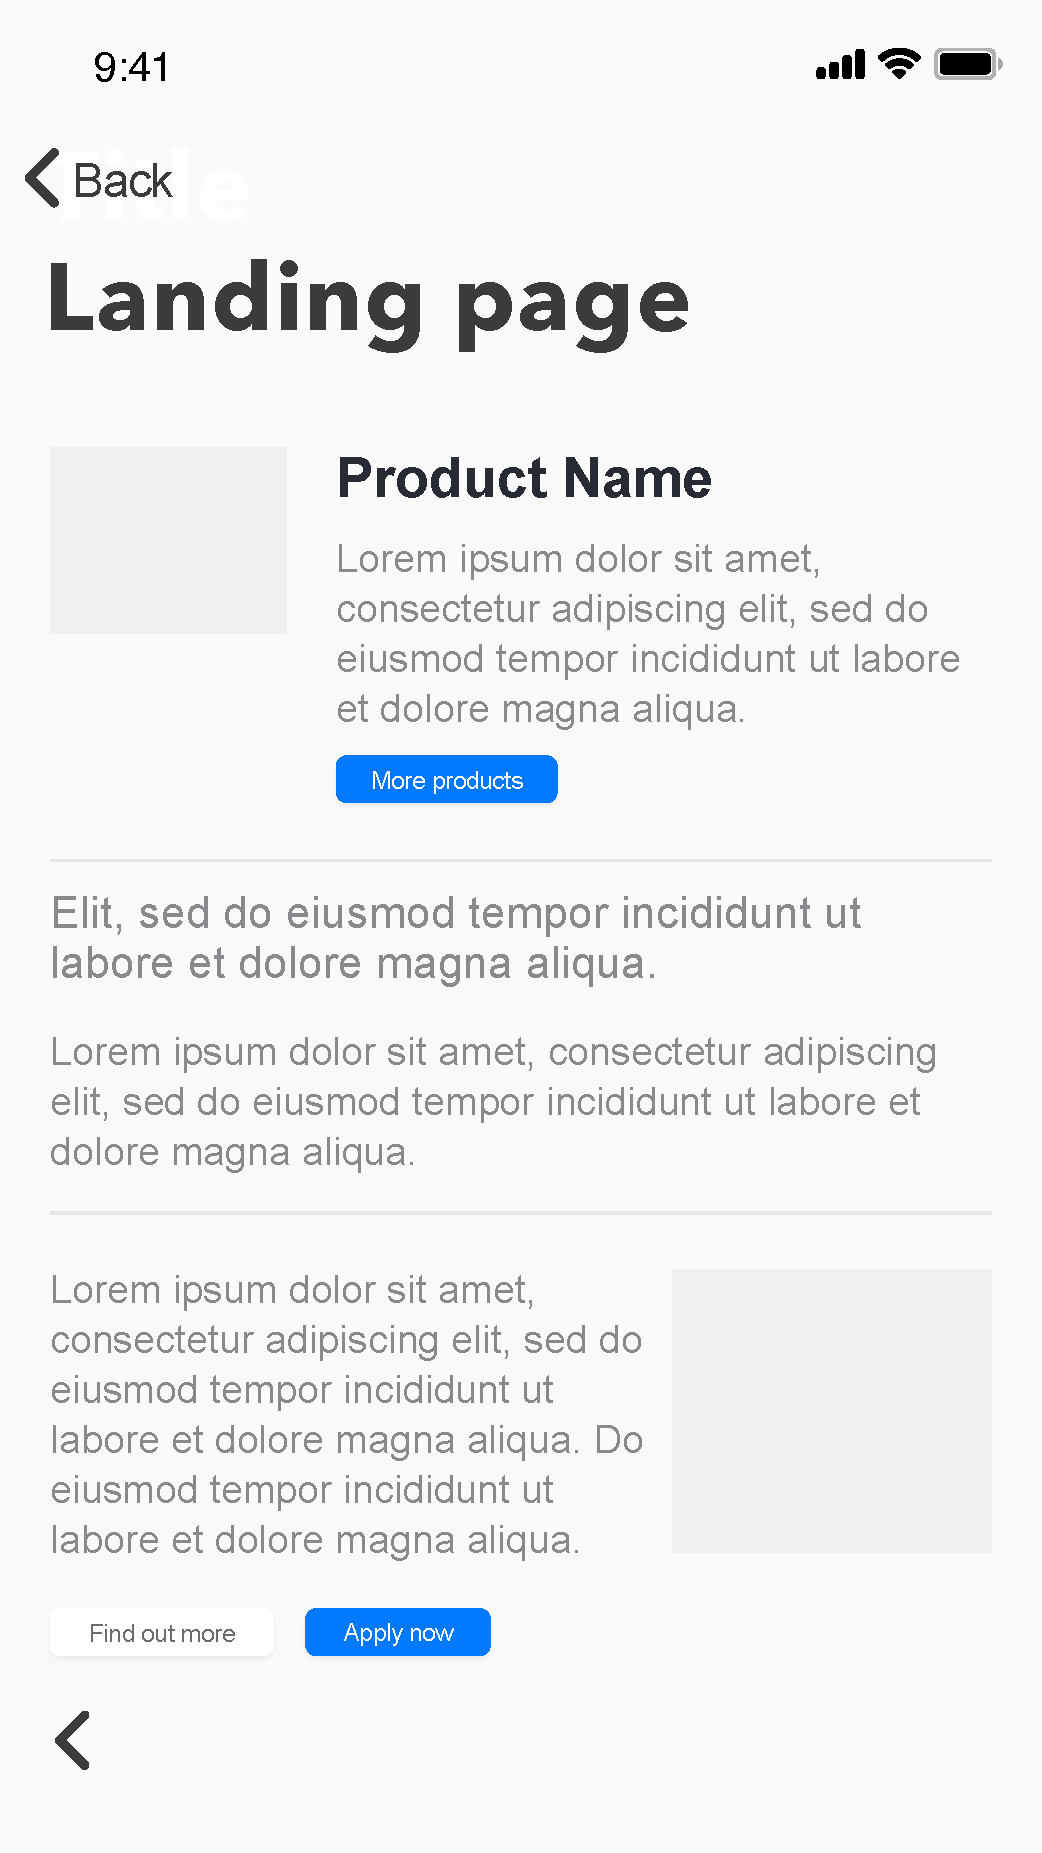 9:41
Title
Back
Landing page
Product Name
Lorem ipsum dolor sit amet,
consectetur adipiscing elit, sed do
eiusmod tempor incididunt ut labore
et dolore magna aliqua.
More products
Elit, sed do eiusmod tempor incididunt ut
labore et dolore magna aliqua.
Lorem ipsum dolor sit amet, consectetur adipiscing
elit, sed do eiusmod tempor incididunt ut labore et
dolore magna aliqua.
Lorem ipsum dolor sit amet,
consectetur adipiscing elit, sed do
eiusmod tempor incididunt ut
labore et dolore magna aliqua. Do
eiusmod tempor incididunt ut
labore et dolore magna aliqua.
Find out more
Apply now